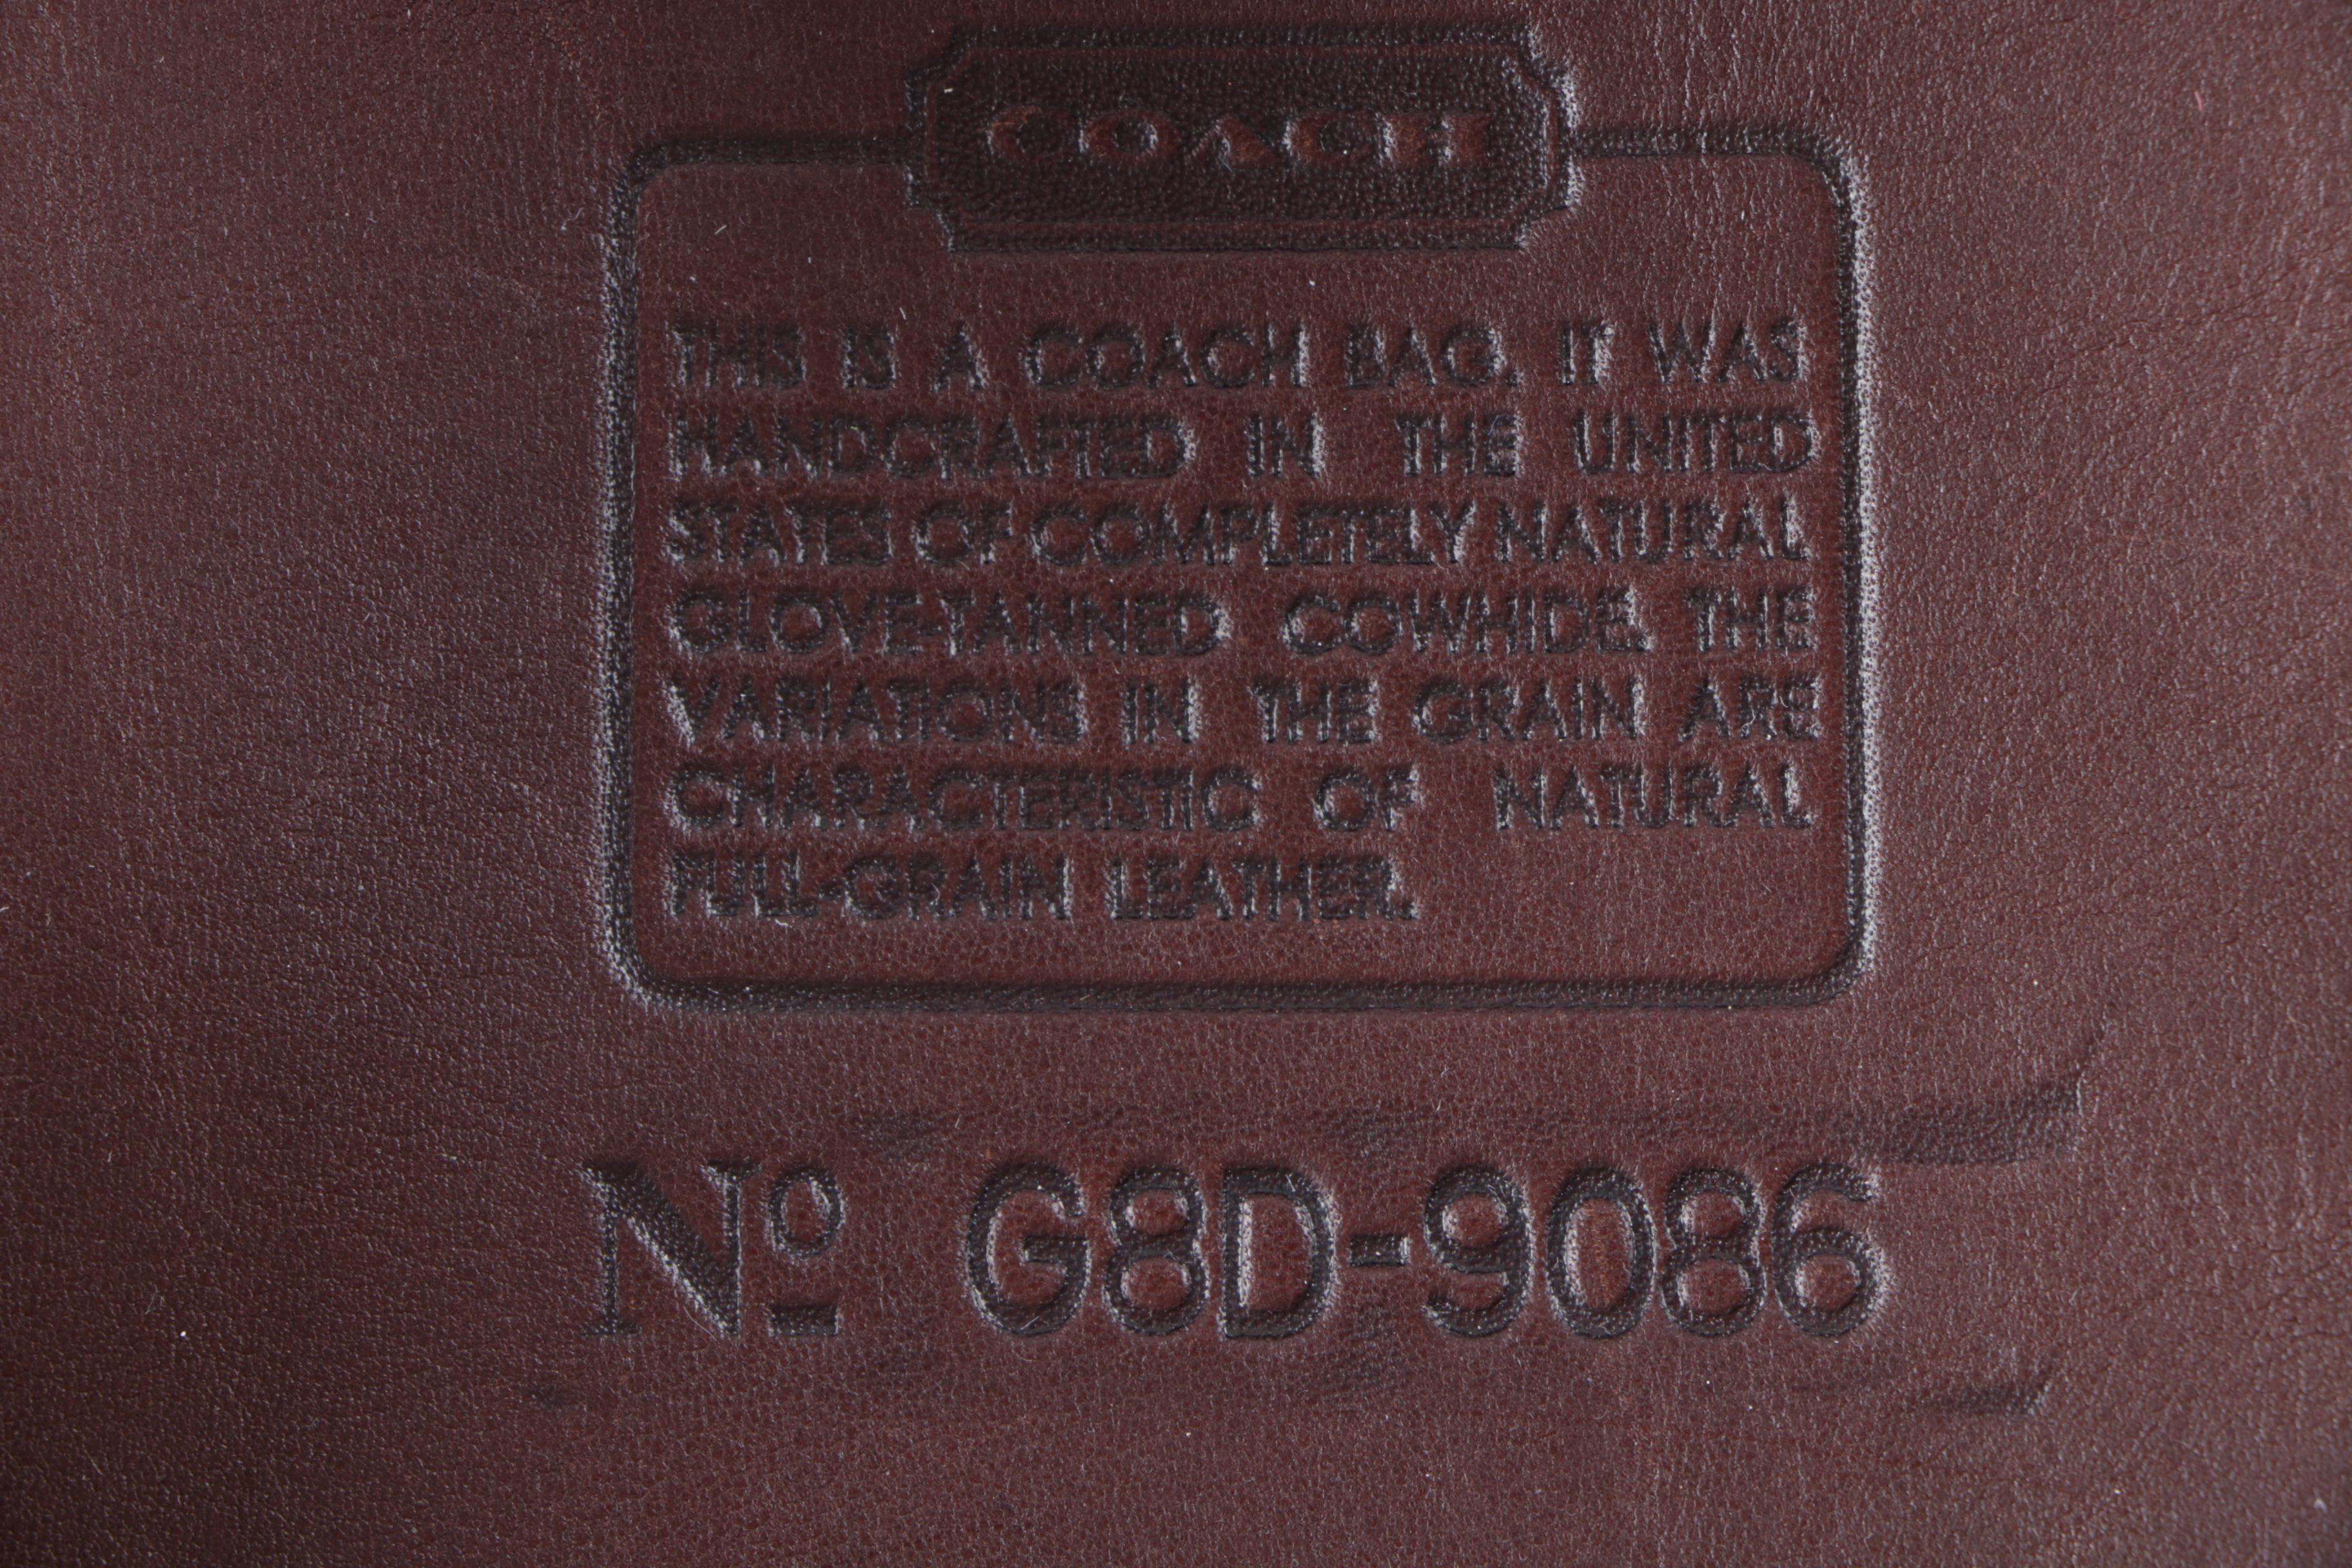 COACH
THIS IS A COACH BAG. IT WAS
HANDCRAFTED IN THE UNITED
STATES OF COMPLETELY NATURAL
GLOVE-TANNED COWHIDE. THE
VARIATIONS IN THE GRAIN ARE
CHARACTERISTIC OF NATURAL
FULL-GRAIN LEATHER.
Nº G8D-9086